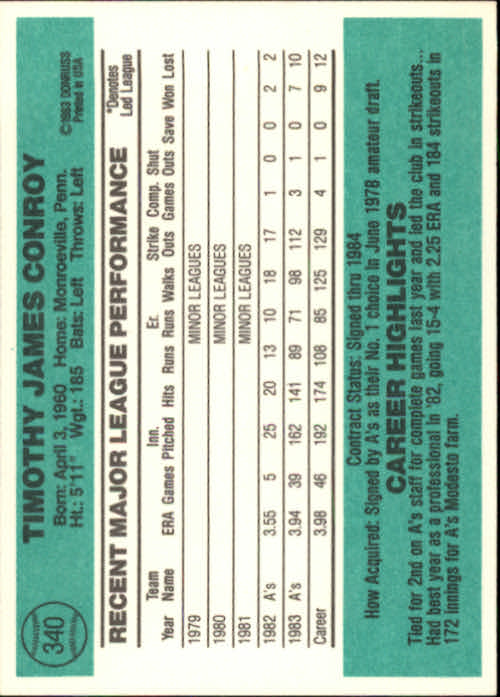 340
TIMOTHY JAMES CONROY
Born: April 3, 1960 Home: Monroeville, Penn.
Ht.: 5'11" Wgt.: 185 Bats: Left Throws: Left
©1983 DONRUSS
Printed in USA
RECENT MAJOR LEAGUE PERFORMANCE
*Denotes
Led League
Team Inn. Er. Strike Comp. Shut
Year Name ERA Games Pitched Hits Runs Runs Walks Outs Games Outs Save Won Lost
1979 MINOR LEAGUES
1980 MINOR LEAGUES
1981 MINOR LEAGUES
1982 A's 3.55 5 25 20 13 10 18 17 1 0 0 2 2
1983 A's 3.94 39 162 141 89 71 98 112 3 1 0 7 10
Career 3.98 46 192 174 108 85 125 129 4 1 0 9 12
Contract Status: Signed thru 1984
How Acquired: Signed by A's as their No. 1 choice in June 1978 amateur draft.
CAREER HIGHLIGHTS
Tied for 2nd on A's staff for complete games last year and led the club in strikeouts...
Had best year as a professional in '82, going 15-4 with 2.25 ERA and 184 strikeouts in
172 innings for A's Modesto farm.